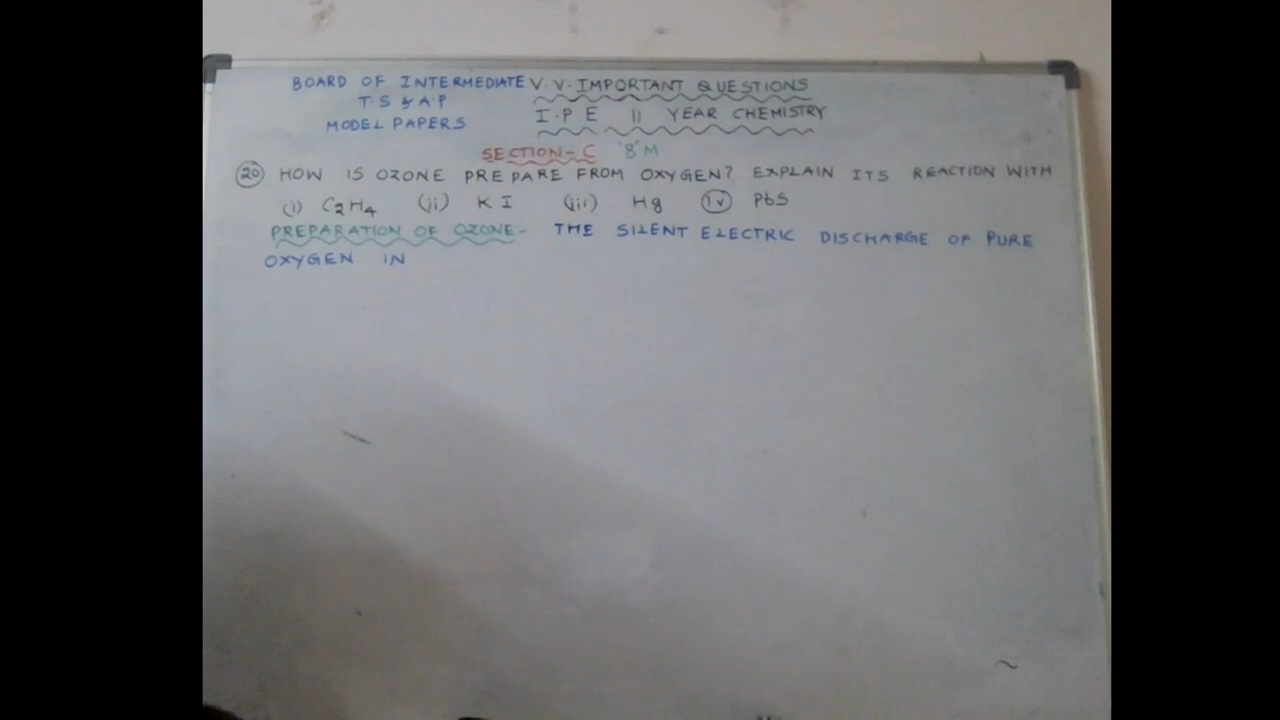 BOARD OF INTERMEDIATE V.V. IMPORTANT QUESTIONS
T.S & A.P
I.P E II YEAR CHEMISTRY
MODEL PAPERS
SECTION-C "8" M
20 HOW IS OZONE PREPARE FROM OXYGEN? EXPLAIN ITS REACTION WITH
(i) C2H4 (ii) KI (iii) Hg (iv) PbS
PREPARATION OF OZONE- THE SILENT ELECTRIC DISCHARGE OF PURE
OXYGEN IN